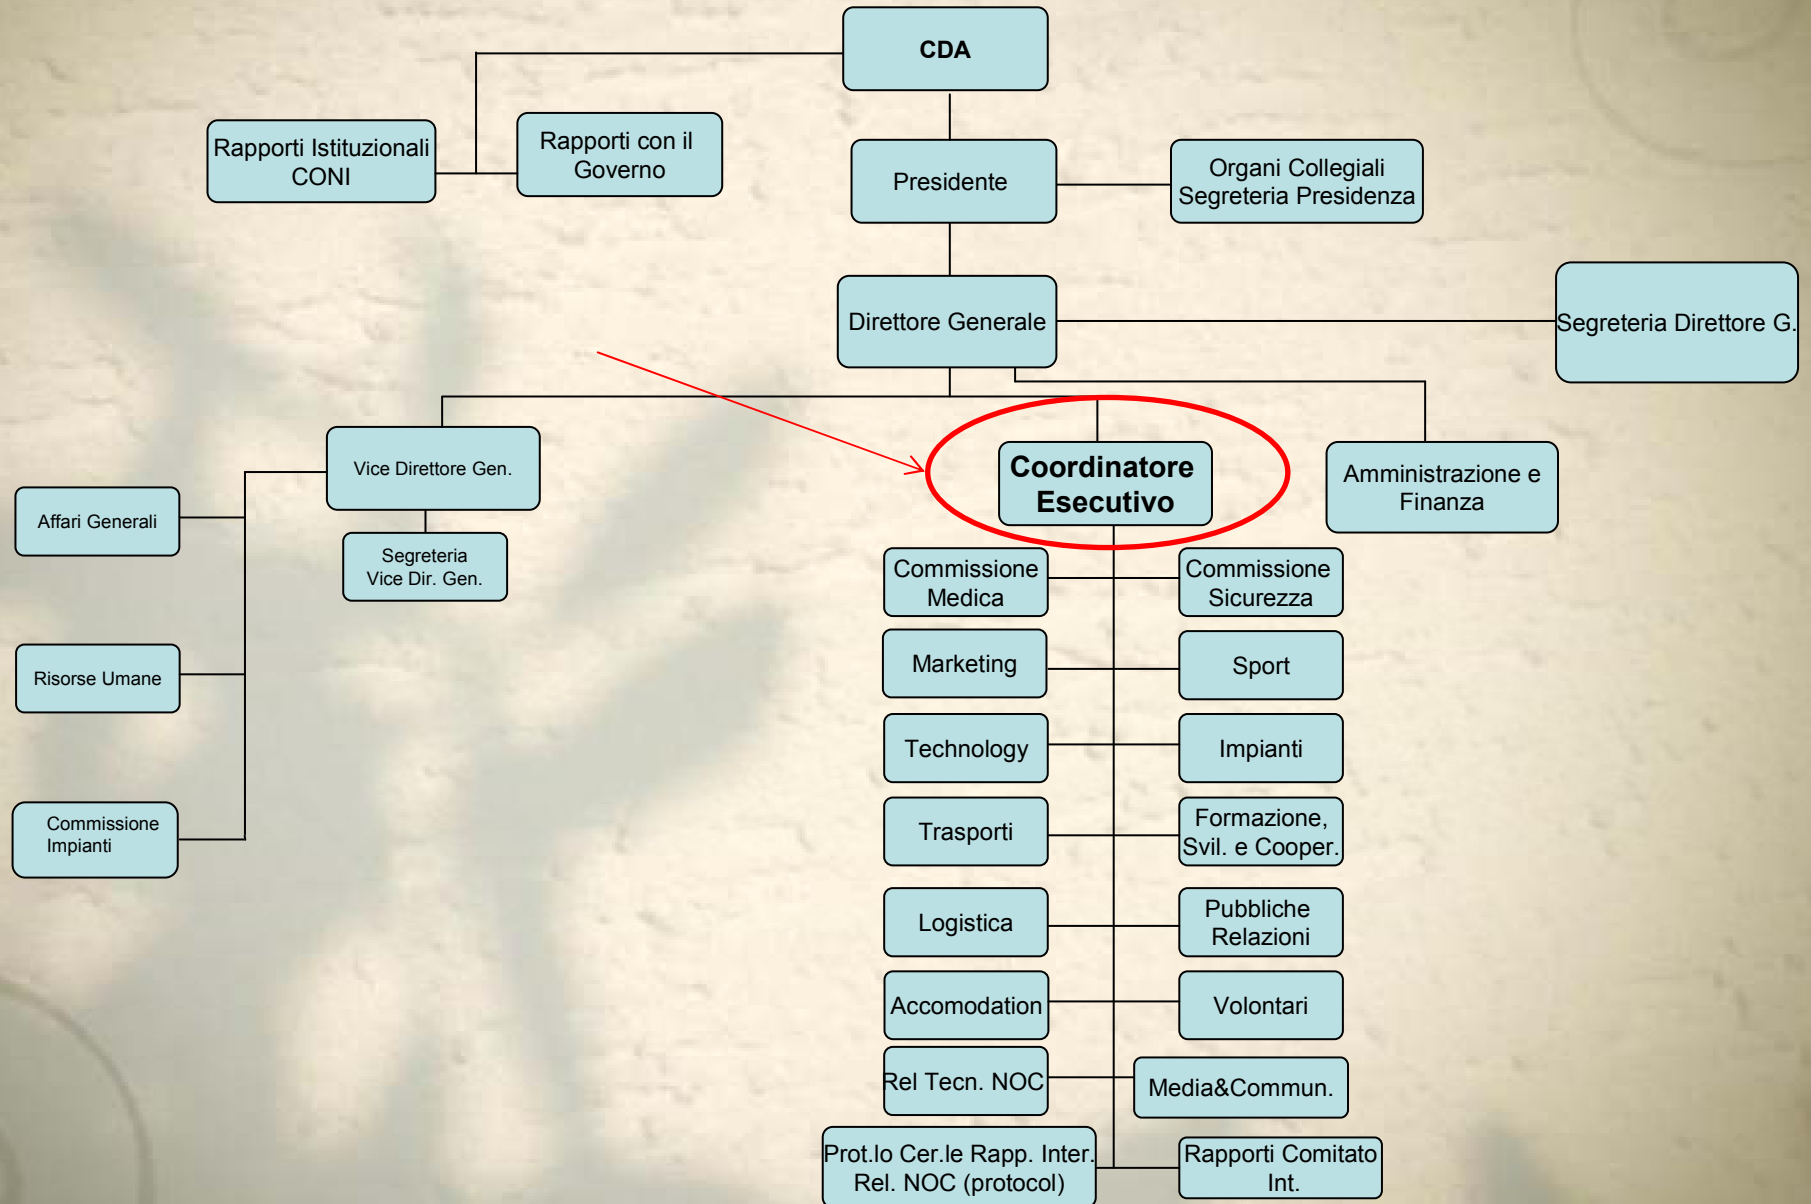 CDA
Rapporti Istituzionali
CONI
Rapporti con il
Governo
Presidente
Organi Collegiali
Segreteria Presidenza
Direttore Generale
Segreteria Direttore G.
Vice Direttore Gen.
Coordinatore
Esecutivo
Amministrazione e
Finanza
Affari Generali
Segreteria
Vice Dir. Gen.
Commissione
Medica
Commissione
Sicurezza
Risorse Umane
Marketing
Sport
Technology
Impianti
Commissione
Impianti
Trasporti
Formazione,
Svil. e Cooper.
Logistica
Pubbliche
Relazioni
Accomodation
Volontari
Rel Tecn. NOC
Media&Commun.
Prot.lo Cer.le Rapp. Inter.
Rel. NOC (protocol)
Rapporti Comitato
Int.